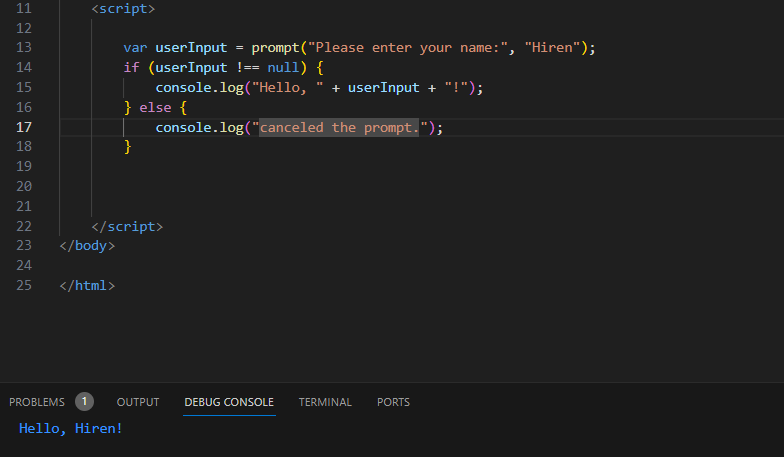 11 <script>
12
13 var userInput = prompt("Please enter your name:", "Hiren");
14 if (userInput !== null) {
15 console.log("Hello, " + userInput + "!");
16 } else {
17 console.log("canceled the prompt.");
18 }
19
20
21
22 </script>
23 </body>
24
25 </html>
PROBLEMS 1 OUTPUT DEBUG CONSOLE TERMINAL PORTS
Hello, Hiren!